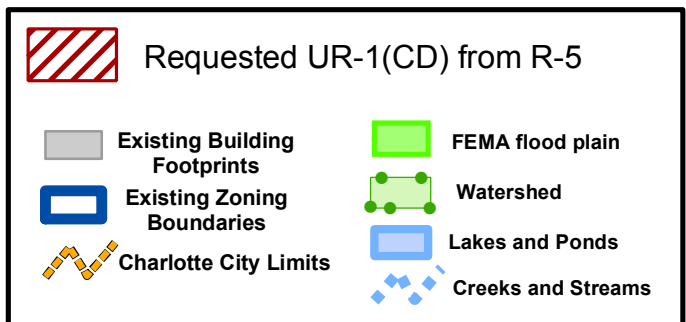 Requested UR-1(CD) from R-5
Existing Building
Footprints
Existing Zoning
Boundaries
Charlotte City Limits
FEMA flood plain
Watershed
Lakes and Ponds
Creeks and Streams